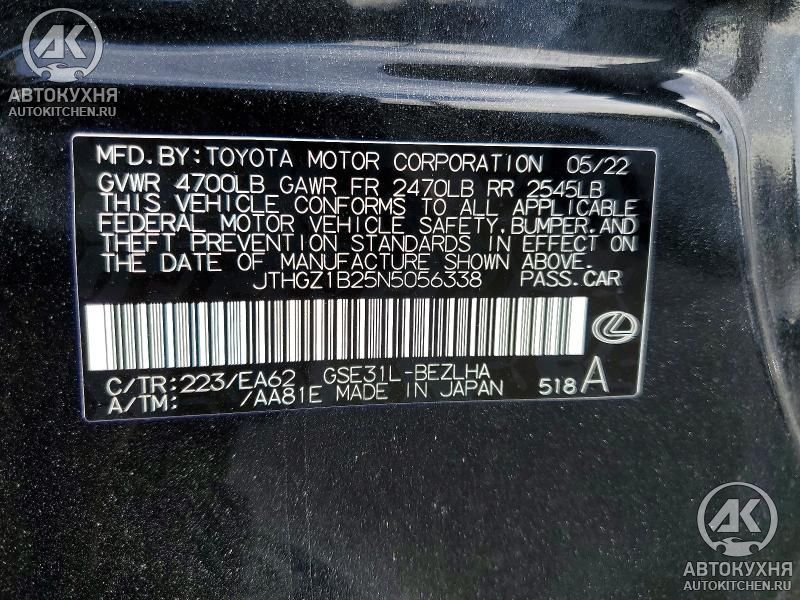 АК
АВТОКУХНЯ
AUTOKITCHEN.RU
MFD. BY: TOYOTA MOTOR CORPORATION 05/22
GVWR 4700LB GAWR FR 2470LB RR 2545LB
THIS VEHICLE CONFORMS TO ALL APPLICABLE
FEDERAL MOTOR VEHICLE SAFETY, BUMPER, AND
THEFT PREVENTION STANDARDS IN EFFECT ON
THE DATE OF MANUFACTURE SHOWN ABOVE.
JTHGZ1B25N5056338 PASS. CAR
C/TR: 223/EA62 GSE31L-BEZLHA
A/TM: /AA81E MADE IN JAPAN 518 A
АК
АВТОКУХНЯ
AUTOKITCHEN.RU